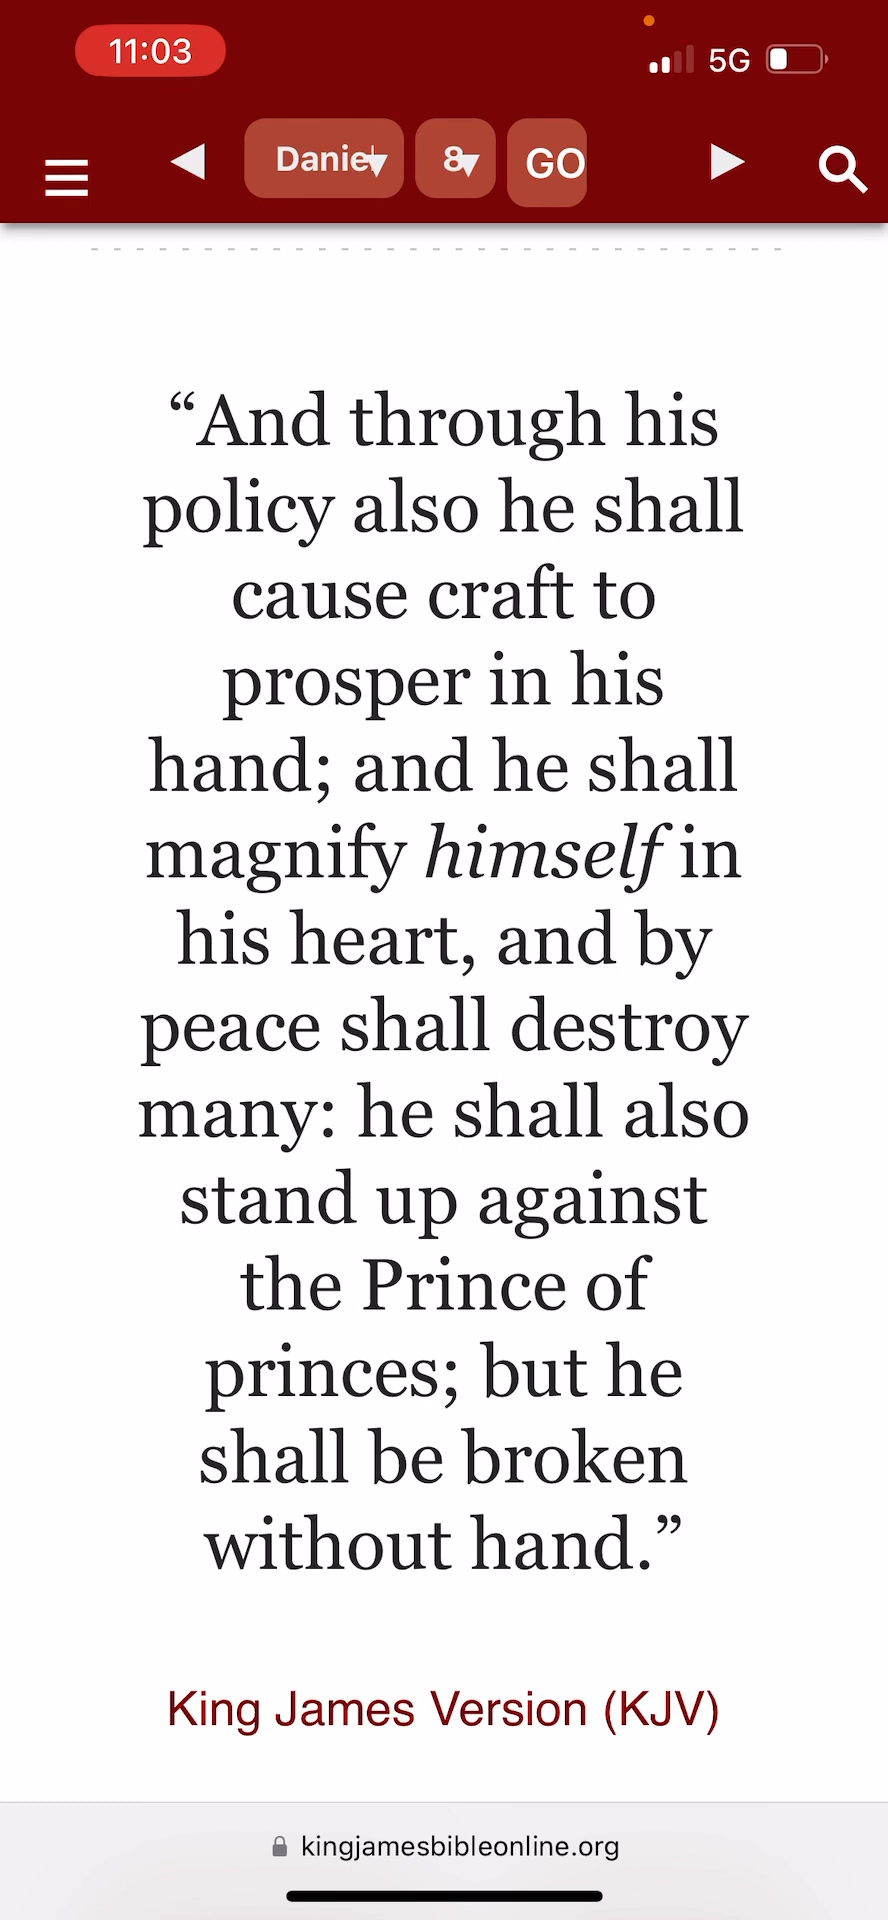 11:03
5G
Danie
8
GO
“And through his
policy also he shall
cause craft to
prosper in his
hand; and he shall
magnify himself in
his heart, and by
peace shall destroy
many: he shall also
stand up against
the Prince of
princes; but he
shall be broken
without hand.”
King James Version (KJV)
kingjamesbibleonline.org